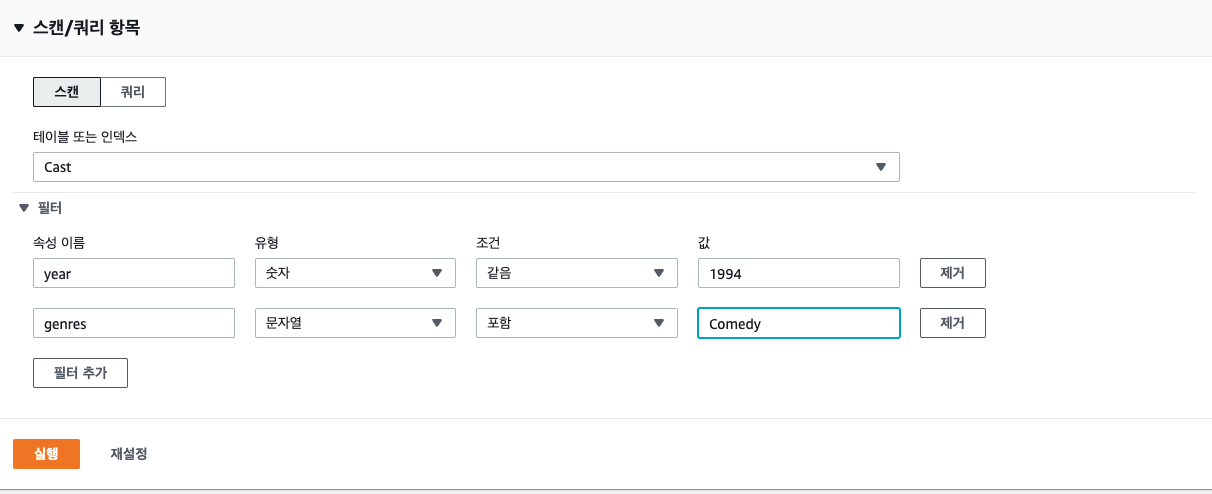 스캔/쿼리 항목
스캔 쿼리
테이블 또는 인덱스
Cast
필터
속성 이름 유형 조건 값
year 숫자 같음 1994 제거
genres 문자열 포함 Comedy 제거
필터 추가
실행 재설정